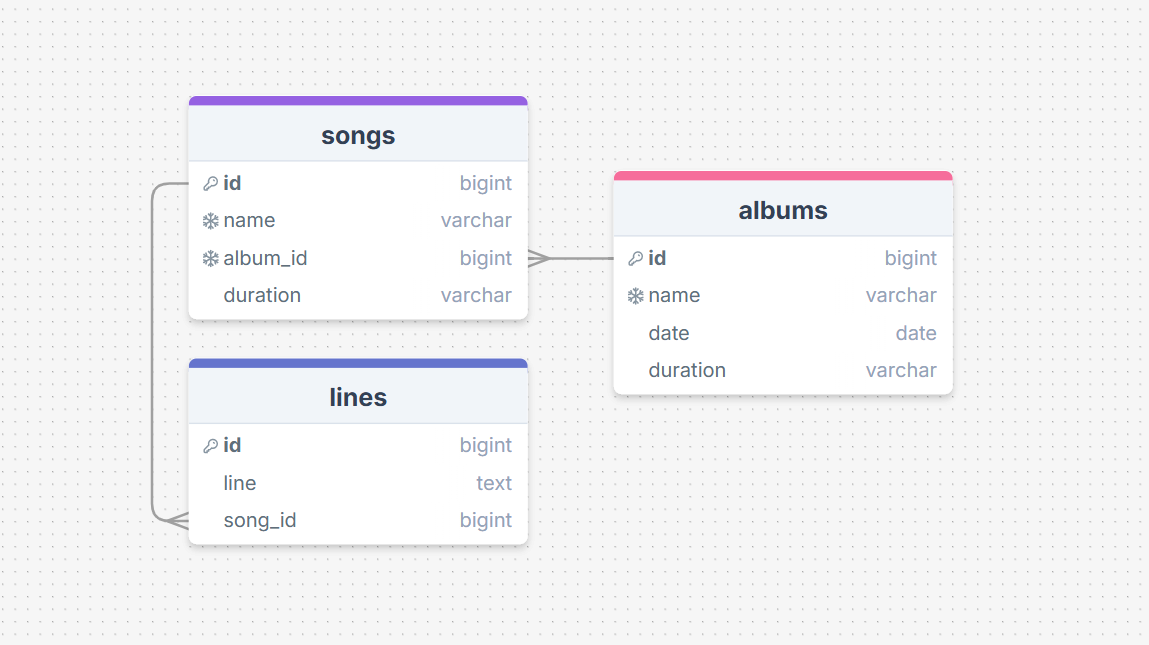 songs
id bigint
name varchar
album_id bigint
duration varchar
albums
id bigint
name varchar
date date
duration varchar
lines
id bigint
line text
song_id bigint